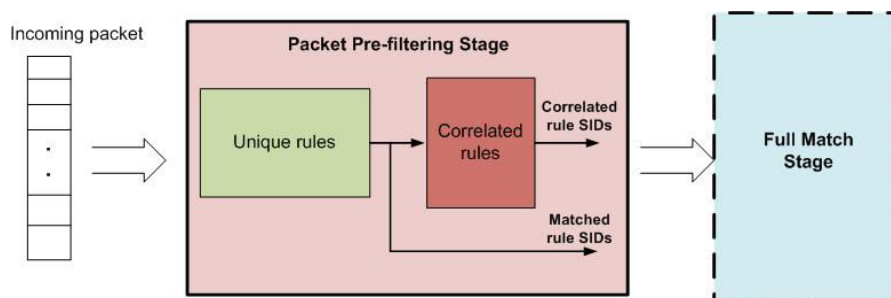 Incoming packet
Packet Pre-filtering Stage
Unique rules
Correlated
rules
Correlated
rule SIDs
Matched
rule SIDs
Full Match
Stage